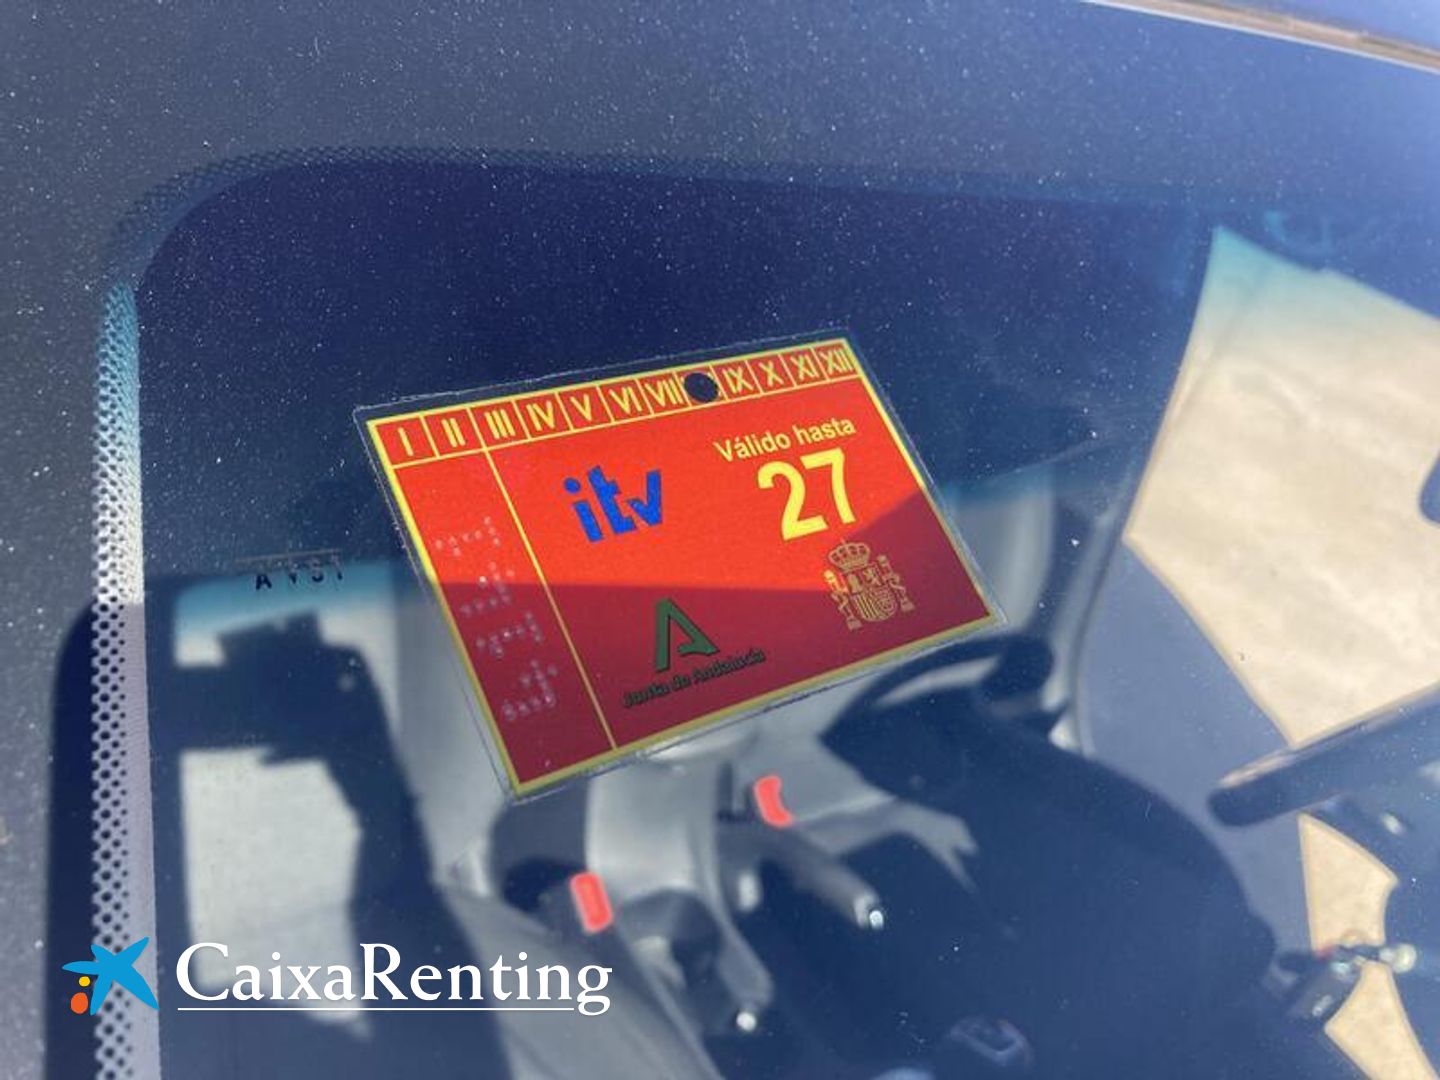 I II III IV V VI VII IX X XI XII
Válido hasta
itv 27
Junta de Andalucía
CaixaRenting